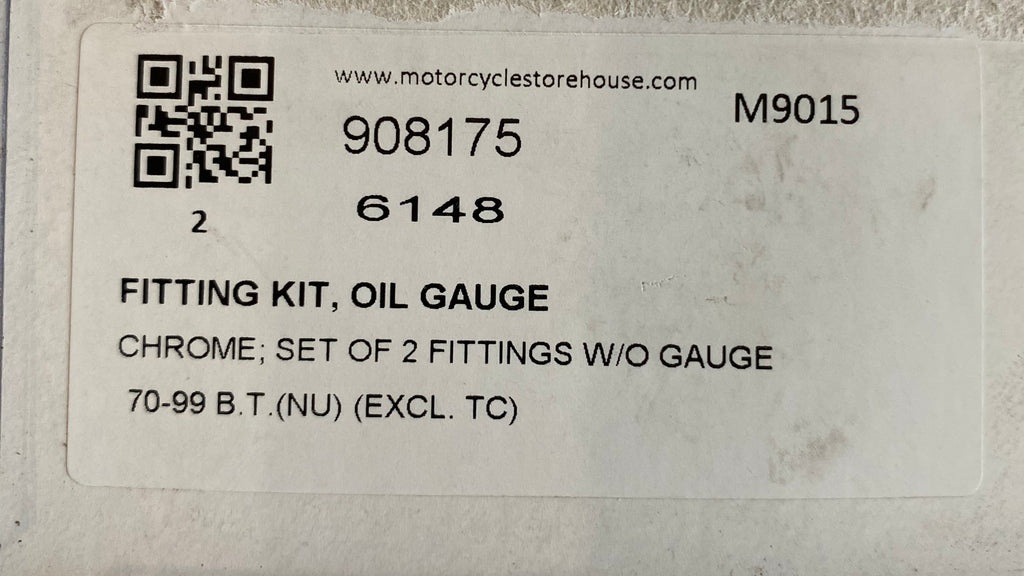 www.motorcyclestorehouse.com
M9015
908175
6148
2
FITTING KIT, OIL GAUGE
CHROME; SET OF 2 FITTINGS W/O GAUGE
70-99 B.T.(NU) (EXCL. TC)